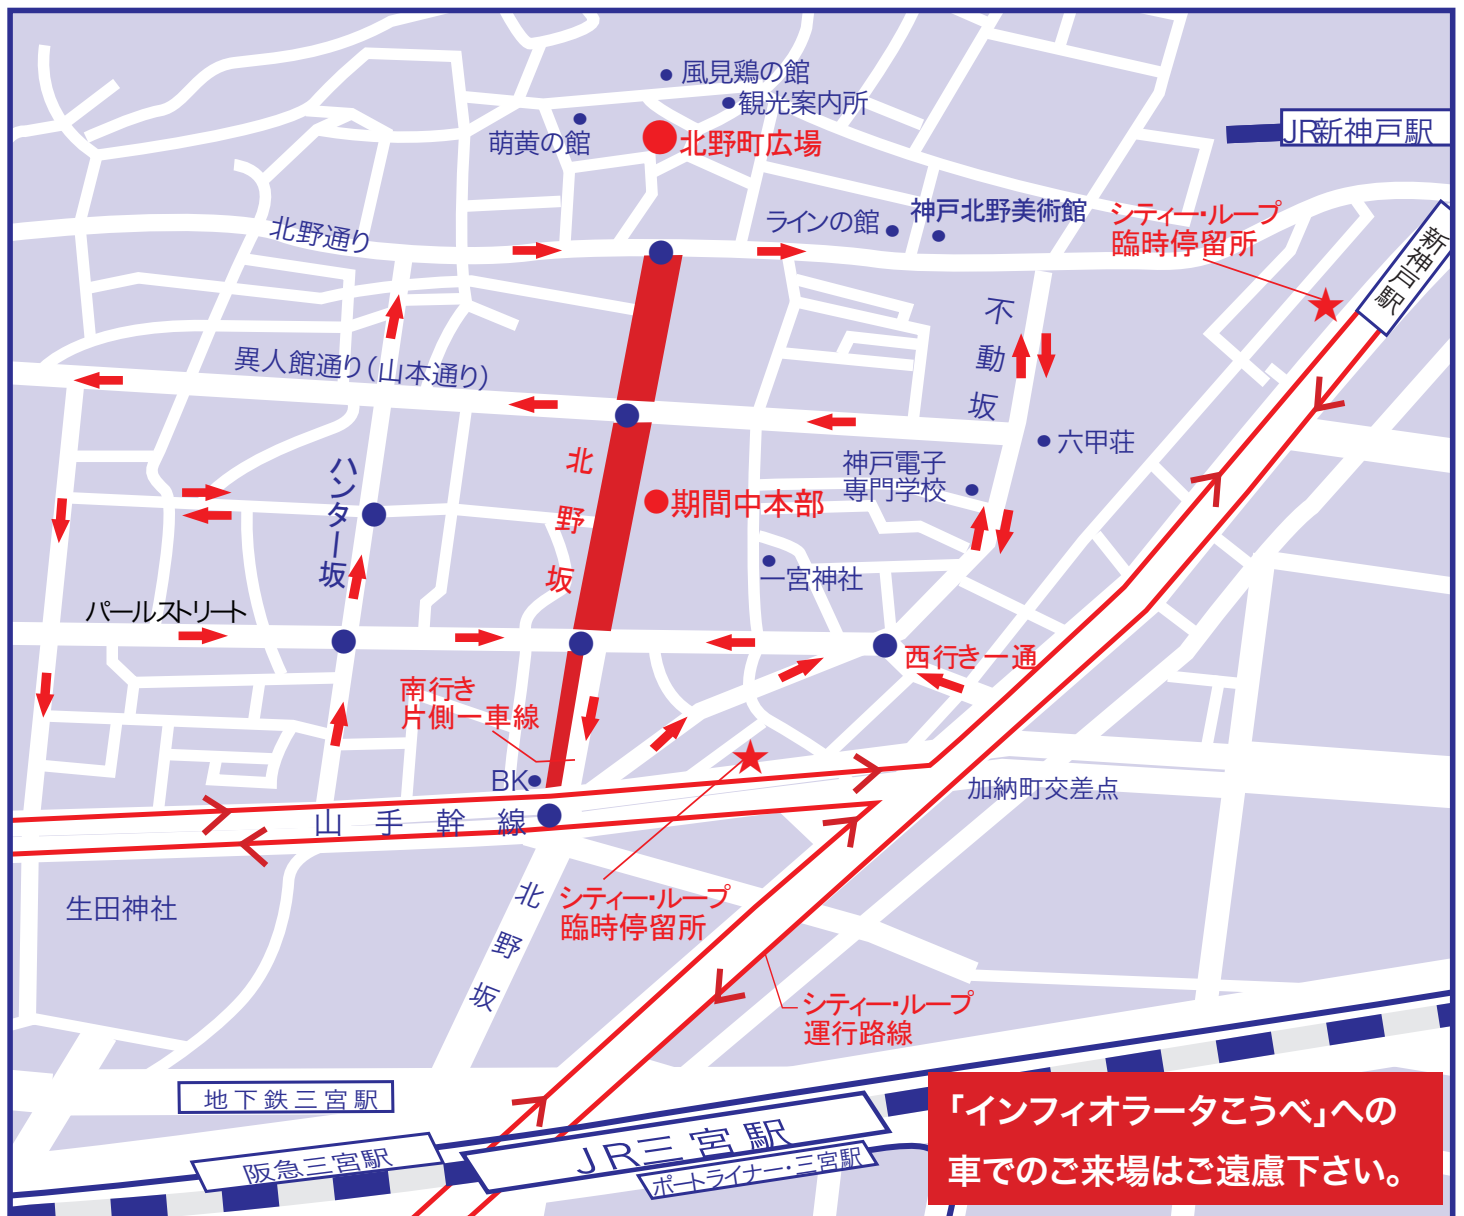 風見鶏の館
観光案内所
萌黄の館
北野町広場
JR新神戸駅
ラインの館
神戸北野美術館
シティー・ループ
臨時停留所
新神戸駅
北野通り
異人館通り（山本通り）
不動坂
六甲荘
神戸電子
専門学校
ハンター坂
北野坂
期間中本部
一宮神社
パールストリート
西行き一通
南行き
片側一車線
BK
山手幹線
加納町交差点
生田神社
北野坂
シティー・ループ
臨時停留所
シティー・ループ
運行路線
地下鉄三宮駅
阪急三宮駅
JR三宮駅
ポートライナー・三宮駅
「インフィオラータこうべ」への
車でのご来場はご遠慮下さい。